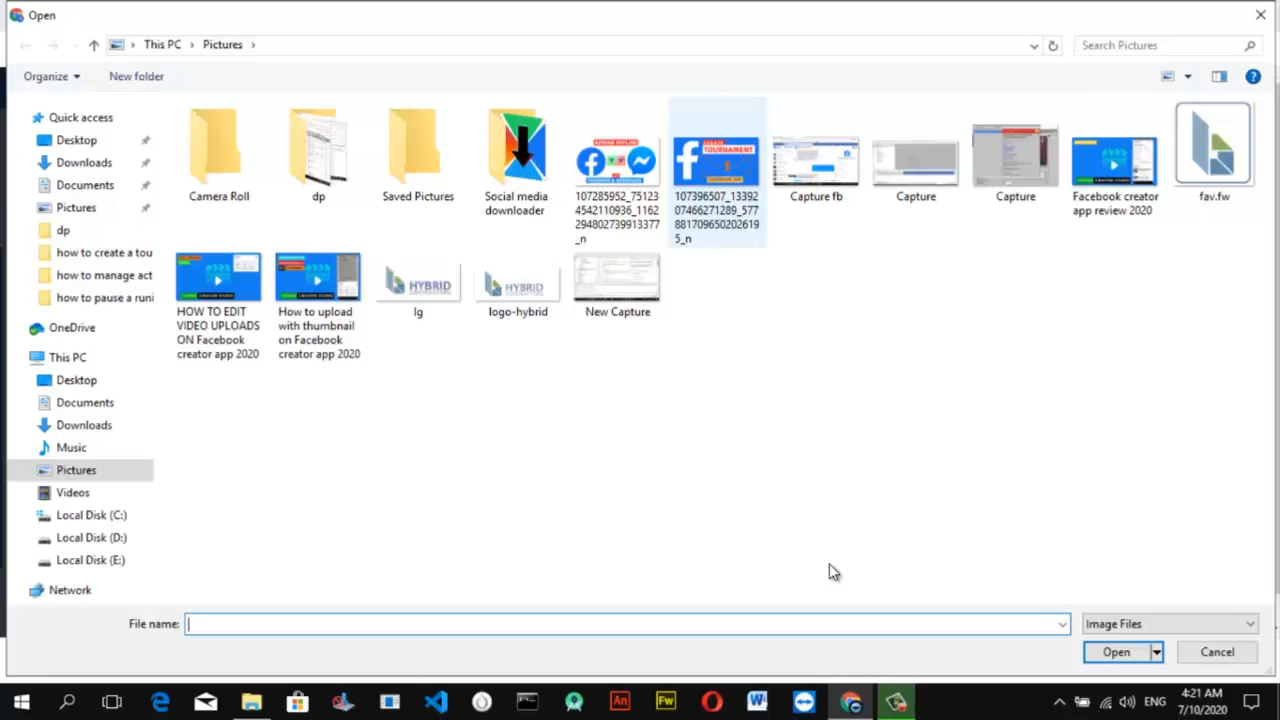 Open
This PC
Pictures
Search Pictures
Organize
New folder
Quick access
Desktop
Downloads
Documents
Pictures
dp
how to create a tou
how to manage act
how to pause a runi
OneDrive
This PC
Desktop
Documents
Downloads
Music
Pictures
Videos
Local Disk (C:)
Local Disk (D:)
Local Disk (E:)
Network
Camera Roll
dp
Saved Pictures
Social media
downloader
107285952_75123
4542110936_1162
294802739913377
_n
TOURNAMENT
107396507_13392
07466271289_577
881709650202619
5_n
Capture fb
Capture
Capture
Facebook creator
app review 2020
fav.fw
HOW TO EDIT
VIDEO UPLOADS
ON Facebook
creator app 2020
How to upload
with thumbnail
on Facebook
creator app 2020
HYBRID
lg
HYBRID
logo-hybrid
New Capture
File name:
Image Files
Open
Cancel
An
Fw
ENG
4:21 AM
7/10/2020